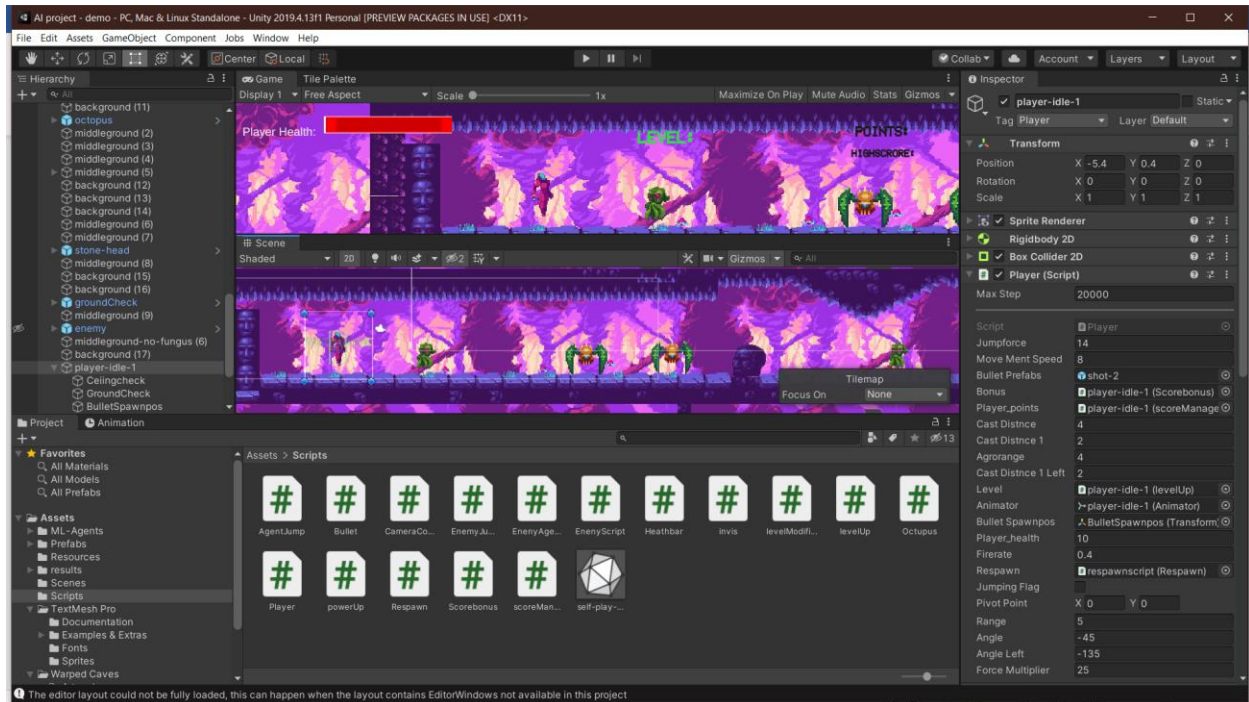 AI project - demo - PC, Mac & Linux Standalone - Unity 2019.4.13f1 Personal [PREVIEW PACKAGES IN USE] <DX11>
File Edit Assets GameObject Component Jobs Window Help
Center Local
Collab Account Layers Layout
Hierarchy
All
background (11)
octopus
middleground (2)
middleground (3)
middleground (4)
middleground (5)
background (12)
background (13)
background (14)
middleground (6)
middleground (7)
stone-head
middleground (8)
background (15)
background (16)
groundCheck
middleground (9)
enemy
middleground-no-fungus (6)
background (17)
player-idle-1
Ceilingcheck
GroundCheck
BulletSpawnpos
Game Tile Palette
Display 1 Free Aspect Scale 1x Maximize On Play Mute Audio Stats Gizmos
Player Health:
LEVEL:
POINTS:
HIGHSCRORE:
Scene
Shaded 2D 2 Gizmos All
Tilemap
Focus On None
Project Animation
13
Favorites
All Materials
All Models
All Prefabs
Assets
ML-Agents
Prefabs
Resources
results
Scenes
Scripts
TextMesh Pro
Documentation
Examples & Extras
Fonts
Sprites
Warped Caves
Assets > Scripts
AgentJump Bullet CameraCo... EnemyJu... EnenyAge... EnenyScript Heathbar invis levelModifi... levelUp Octupus
Player powerUp Respawn Scorebonus scoreMan... self-play-...
Inspector
player-idle-1 Static
Tag Player Layer Default
Transform
Position X -5.4 Y 0.4 Z 0
Rotation X 0 Y 0 Z 0
Scale X 1 Y 1 Z 1
Sprite Renderer
Rigidbody 2D
Box Collider 2D
Player (Script)
Max Step 20000
Script Player
Jumpforce 14
Move Ment Speed 8
Bullet Prefabs shot-2
Bonus player-idle-1 (Scorebonus)
Player_points player-idle-1 (scoreManage
Cast Distnce 4
Cast Distnce 1 2
Agrorange 4
Cast Distnce 1 Left 2
Level player-idle-1 (levelUp)
Animator player-idle-1 (Animator)
Bullet Spawnpos BulletSpawnpos (Transform)
Player_health 10
Firerate 0.4
Respawn respawnscript (Respawn)
Jumping Flag
Pivot Point X 0 Y 0
Range 5
Angle -45
Angle Left -135
Force Multiplier 25
The editor layout could not be fully loaded, this can happen when the layout contains EditorWindows not available in this project